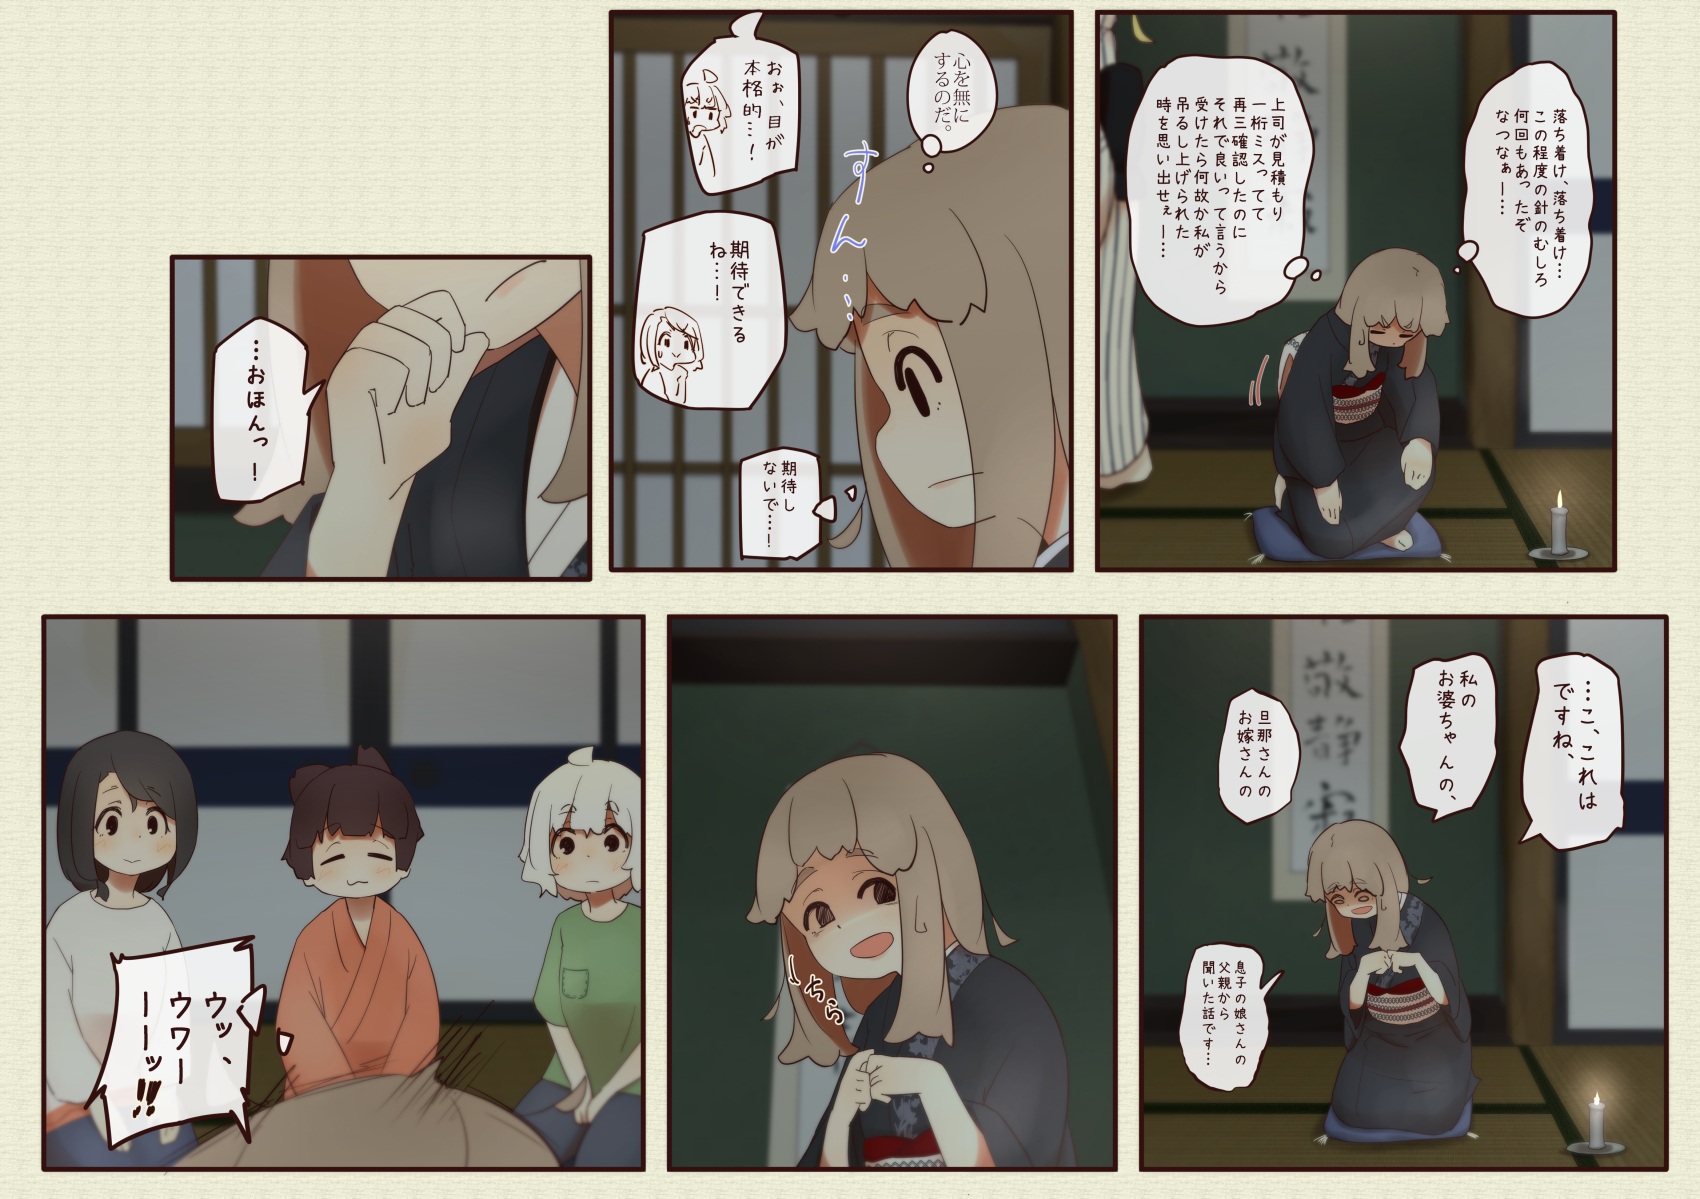 落ち着け、落ち着け…
この程度の針のむしろ
何回もあったぞ
なつなぁー…
上司が見積もり
一桁ミスってて
再三確認したのに
それで良いって言うから
受けたら何故か私が
吊るし上げられた
時を思い出せぇー…
心を無に
するのだ。
すん…
おぉ、目が
本格的…!
期待できる
ね…!
期待し
ないで…!
…おほんっ!
…こ、これは
ですね、
私の
お婆ちゃんの、
旦那さんの
お嫁さんの
息子の娘さんの
父親から
聞いた話です…
敬
静
ちら
ウッ、
ウワー
ーーッ!!